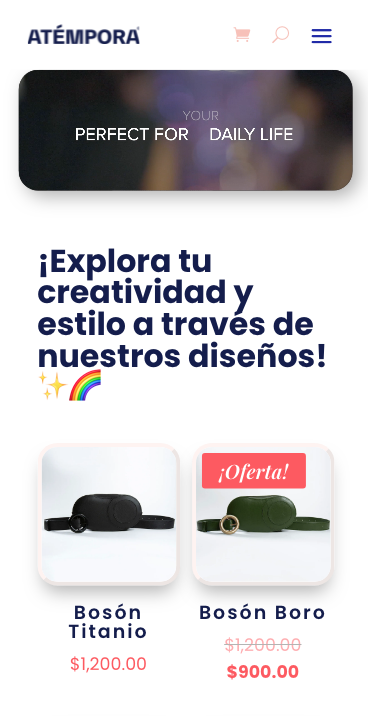 ATÉMPORA
YOUR
PERFECT FOR DAILY LIFE
¡Explora tu
creatividad y
estilo a través de
nuestros diseños!
✨🌈
¡Oferta!
Bosón
Titanio
$1,200.00
Bosón Boro
$1,200.00
$900.00